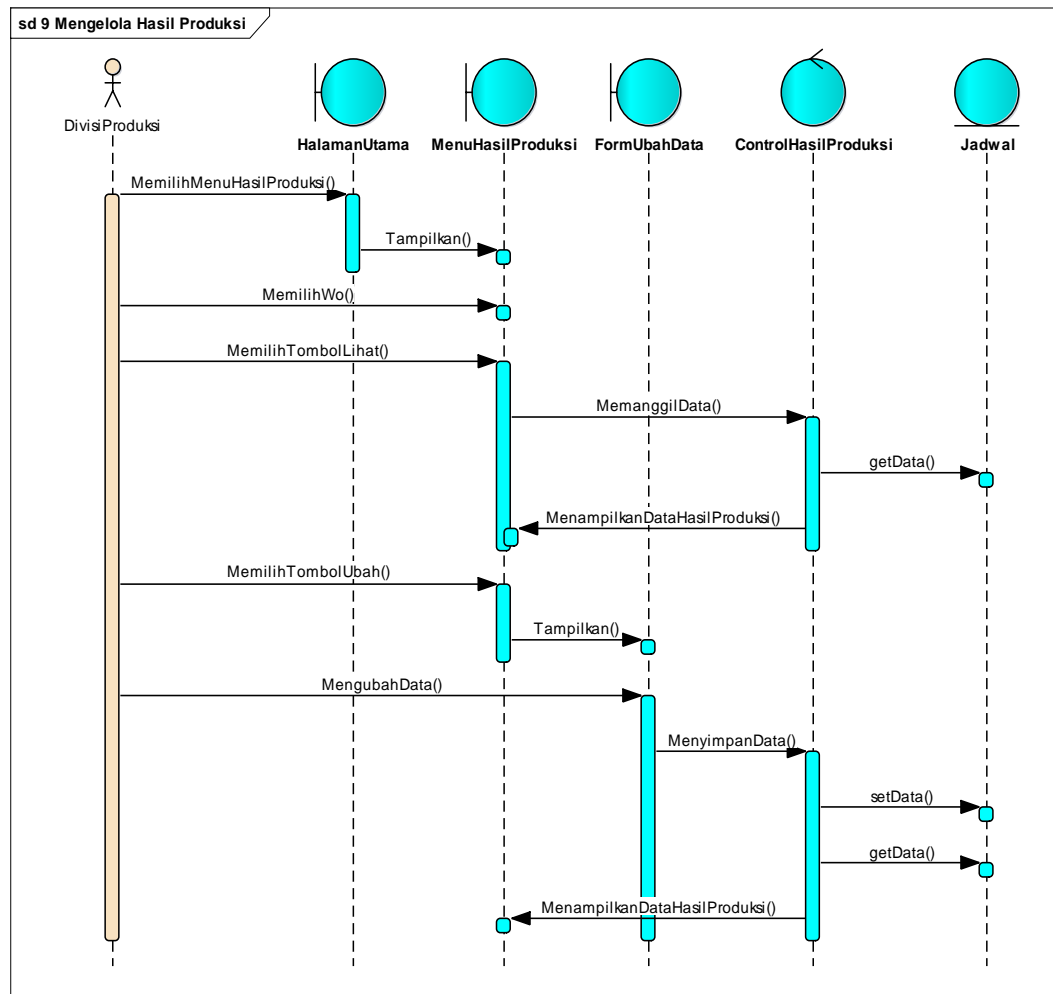 sd 9 Mengelola Hasil Produksi
DivisiProduksi
HalamanUtama
MenuHasilProduksi
FormUbahData
ControlHasilProduksi
Jadwal
MemilihMenuHasilProduksi()
Tampilkan()
MemilihWo()
MemilihTombolLihat()
MemanggilData()
getData()
MenampilkanDataHasilProduksi()
MemilihTombolUbah()
Tampilkan()
MengubahData()
MenyimpanData()
setData()
getData()
MenampilkanDataHasilProduksi()